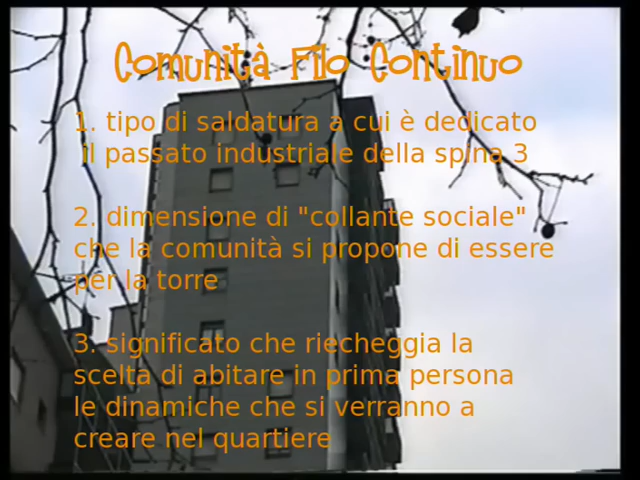 Comunità Filo Continuo
1. tipo di saldatura a cui è dedicato
il passato industriale della spina 3
2. dimensione di "collante sociale"
che la comunità si propone di essere
per la torre
3. significato che riecheggia la
scelta di abitare in prima persona
le dinamiche che si verranno a
creare nel quartiere